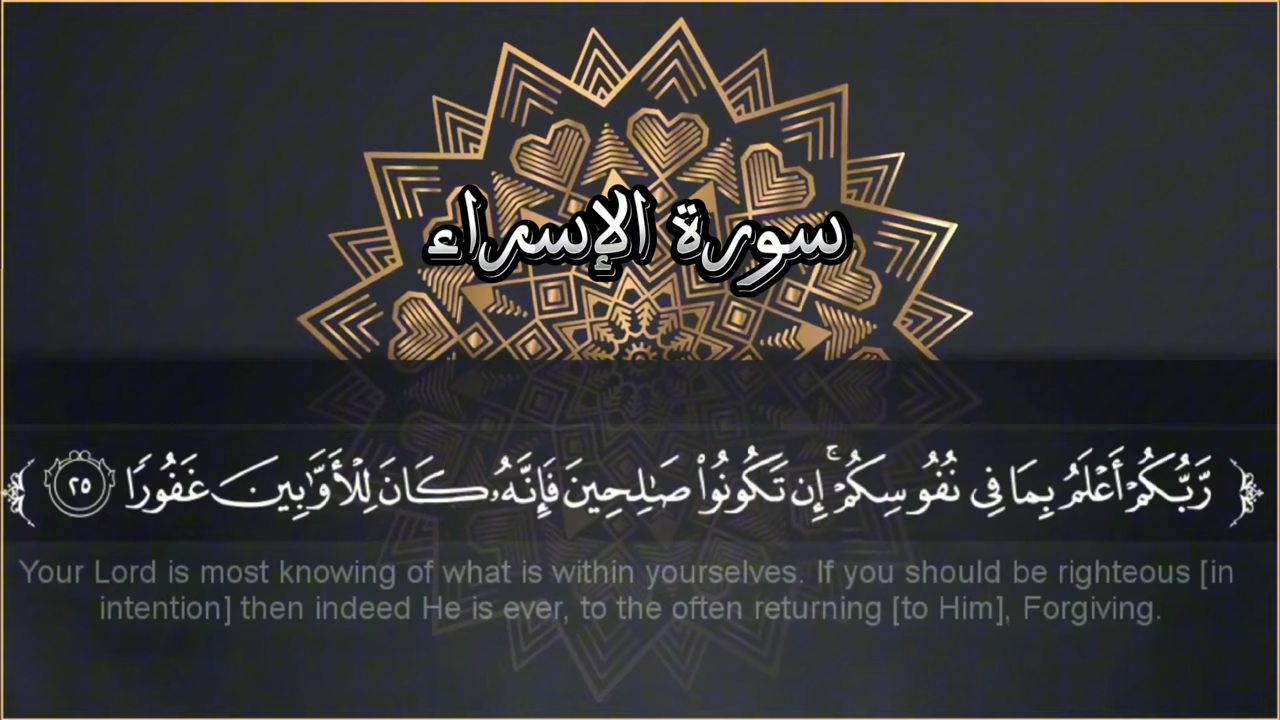 سورة الإسراء
رَّبُّكُمْ أَعْلَمُ بِمَا فِى نُفُوسِكُمْ ۚ إِن تَكُونُوا۟ صَـٰلِحِينَ فَإِنَّهُۥ كَانَ لِلْأَوَّٰبِينَ غَفُورًا ٢٥
Your Lord is most knowing of what is within yourselves. If you should be righteous [in
intention] then indeed He is ever, to the often returning [to Him], Forgiving.